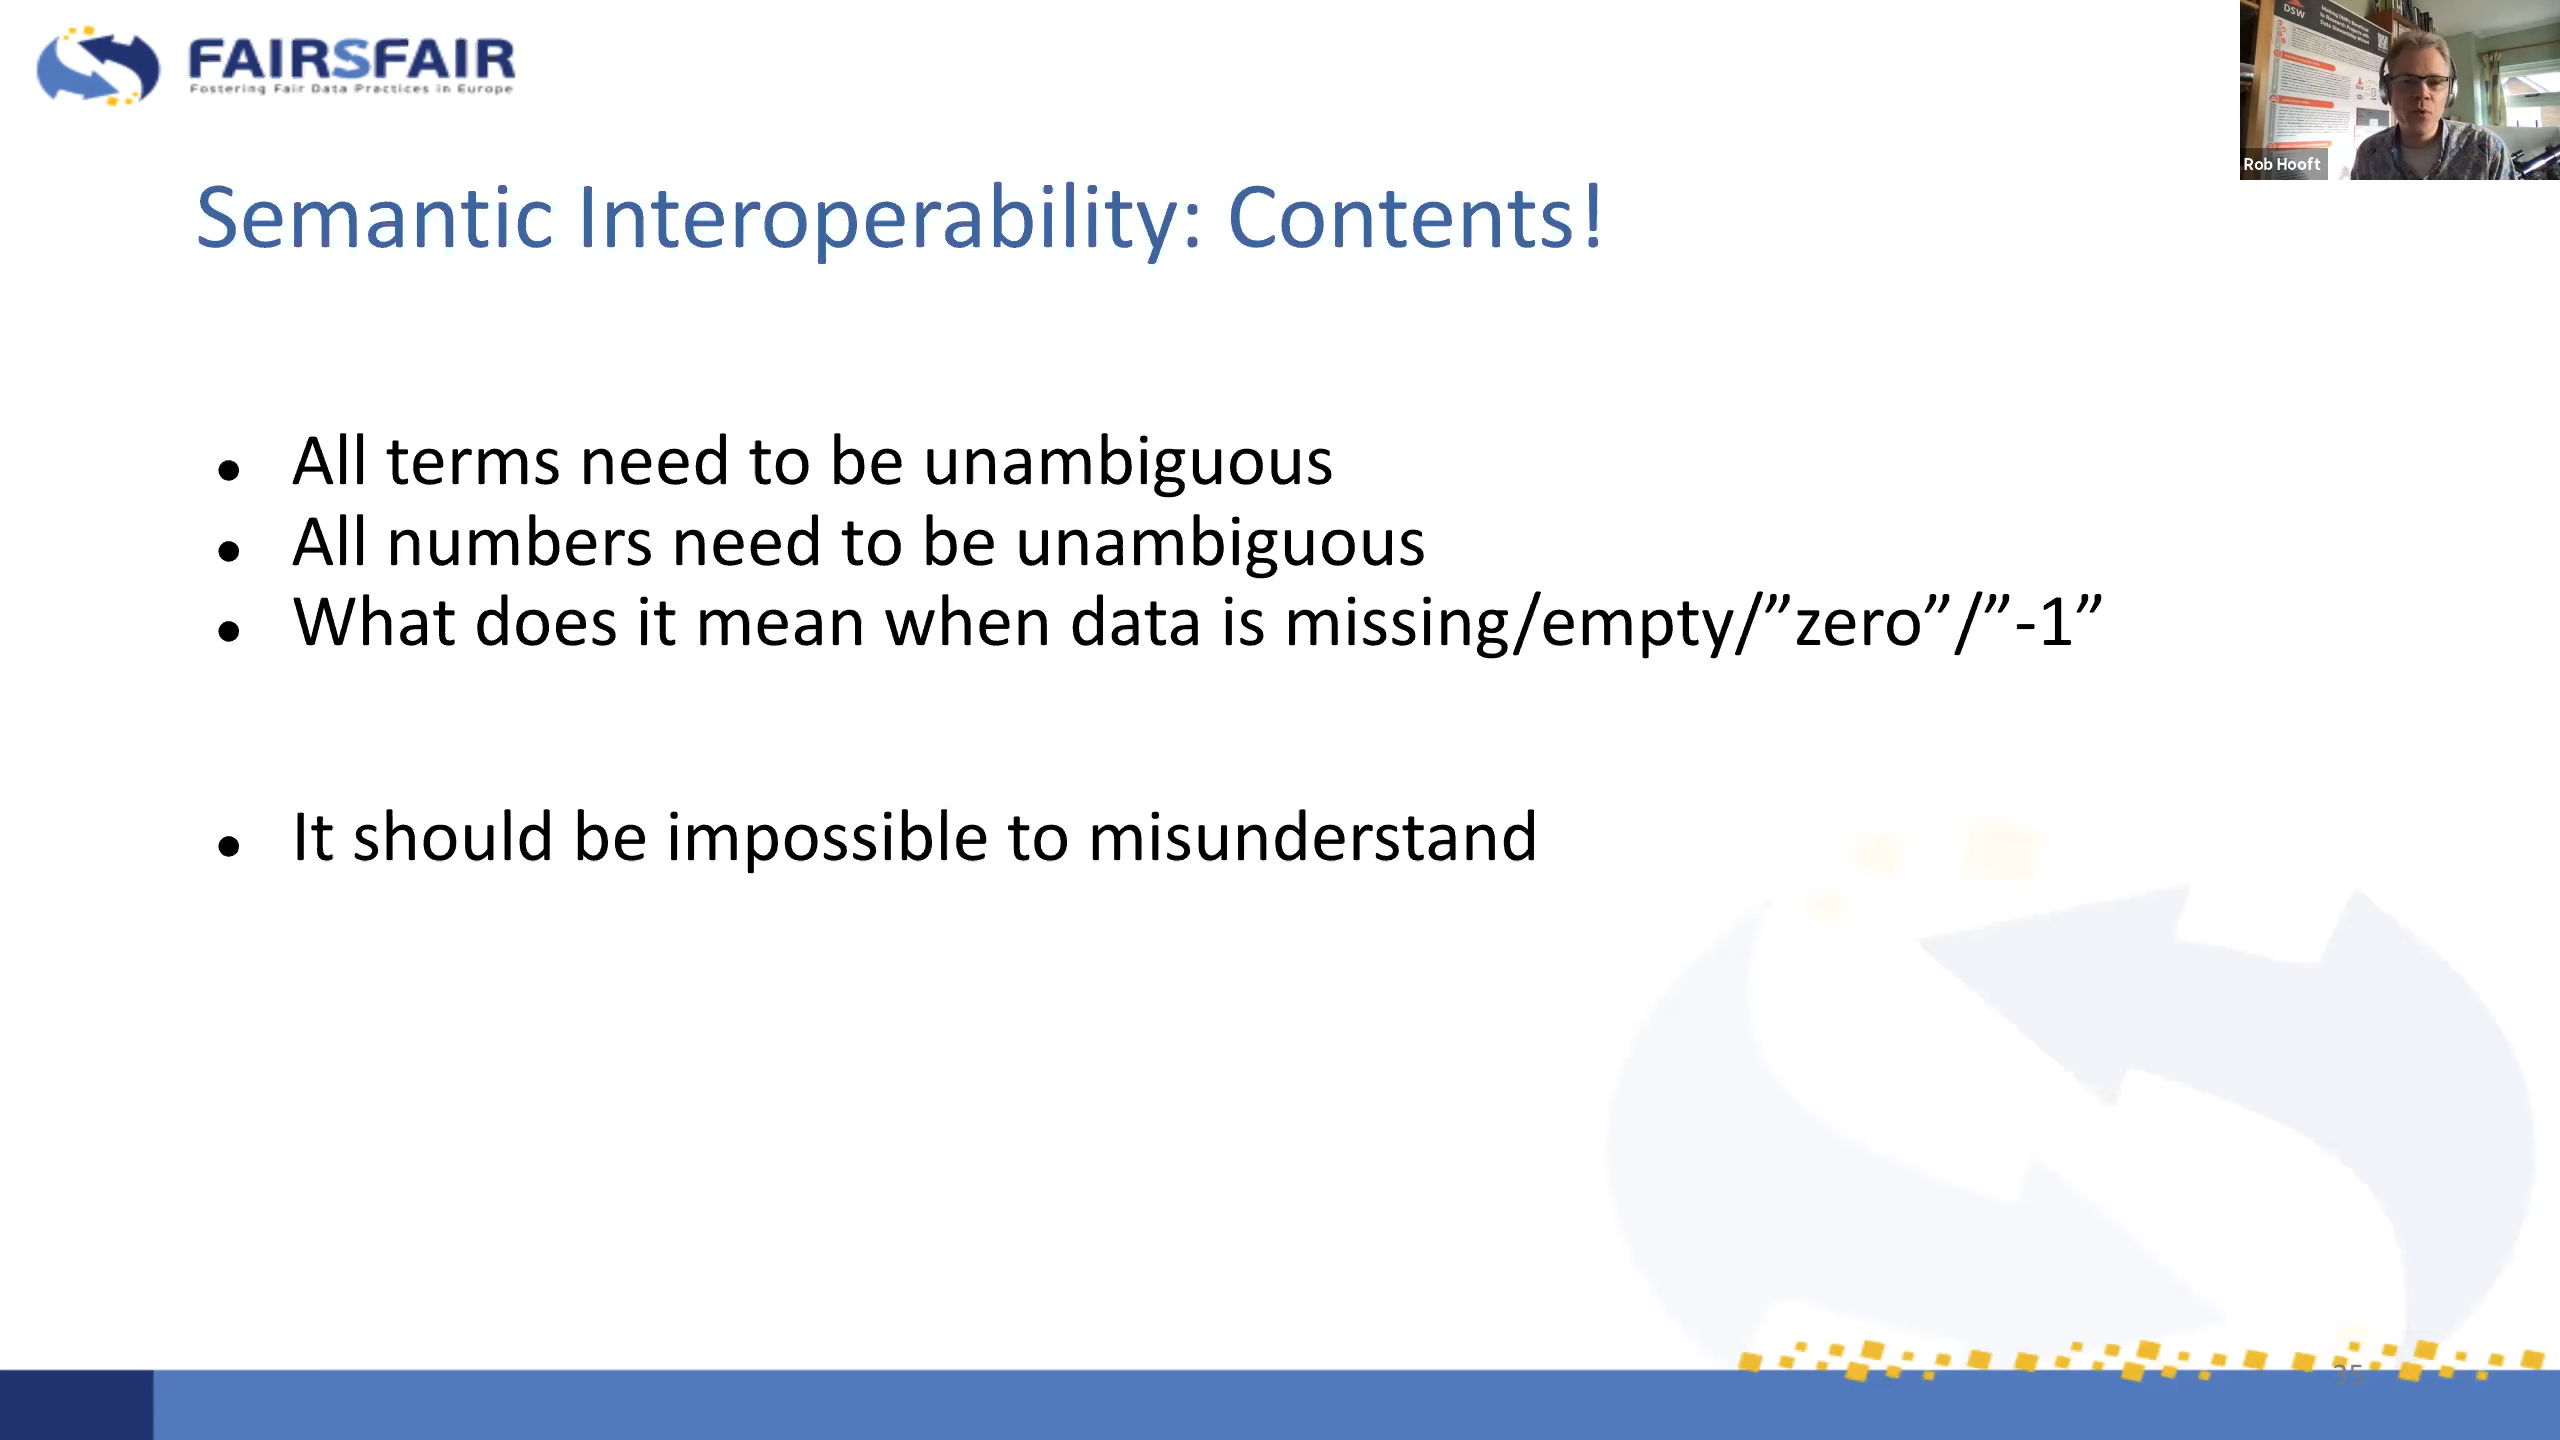 FAIRSFAIR
Fostering Fair Data Practices in Europe
DSW
Rob Hooft
Semantic Interoperability: Contents!
● All terms need to be unambiguous
● All numbers need to be unambiguous
● What does it mean when data is missing/empty/”zero”/”-1”
● It should be impossible to misunderstand
35